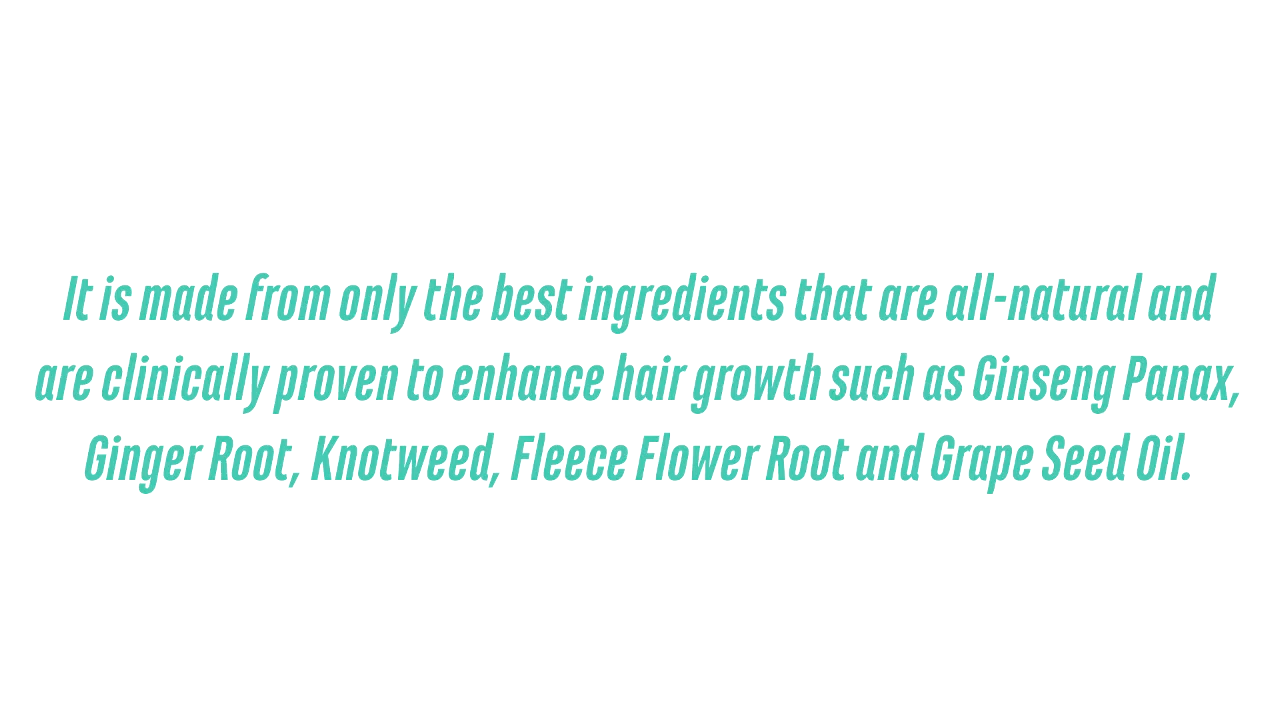 It is made from only the best ingredients that are all-natural and
are clinically proven to enhance hair growth such as Ginseng Panax,
Ginger Root, Knotweed, Fleece Flower Root and Grape Seed Oil.